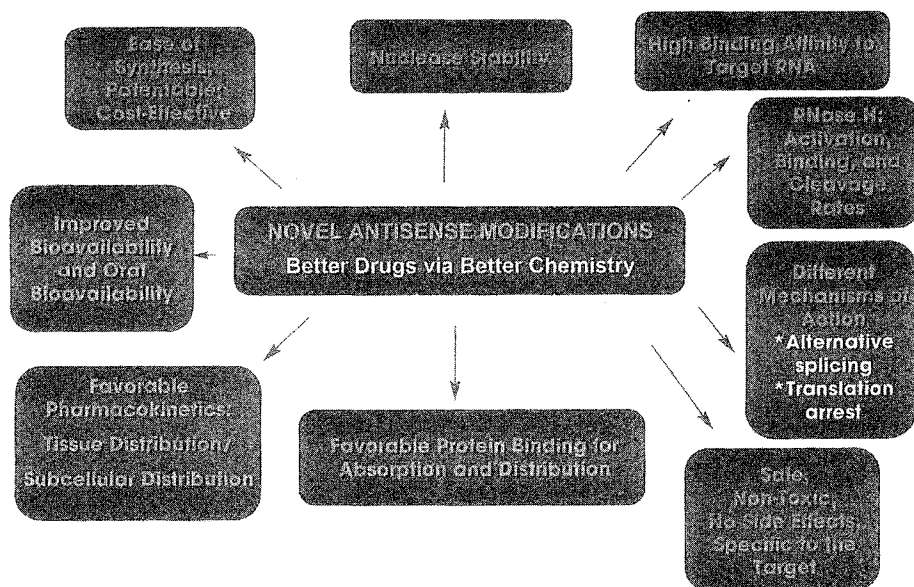 Ease of
Synthesis,
Patentable,
Cost-Effective
Nuclease Stability
High Binding Affinity to
Target RNA
RNase H:
Activation,
Binding, and
Cleavage
Rates
Improved
Bioavailability
and Oral
Bioavailability
NOVEL ANTISENSE MODIFICATIONS
Better Drugs via Better Chemistry
Different
Mechanisms of
Action
*Alternative
splicing
*Translation
arrest
Favorable
Pharmacokinetics:
Tissue Distribution/
Subcellular Distribution
Favorable Protein Binding for
Absorption and Distribution
Safe,
Non-Toxic,
No Side Effects,
Specific to the
Target